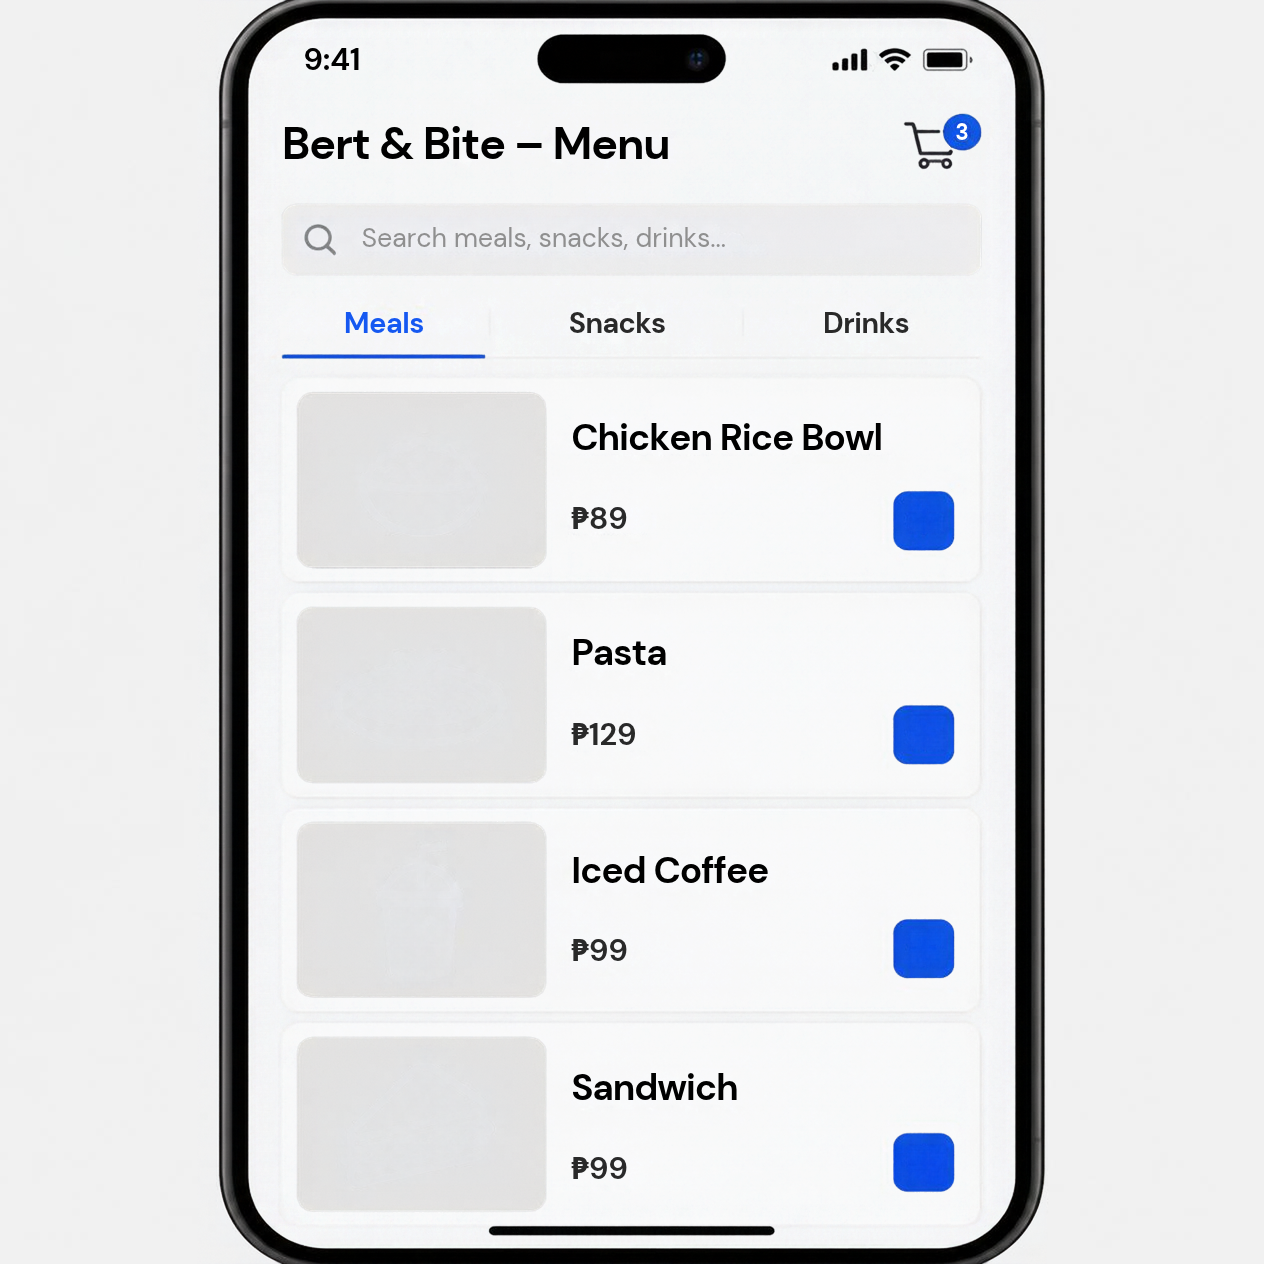 9:41
Bert & Bite – Menu
3
Search meals, snacks, drinks...
Meals
Snacks
Drinks
Chicken Rice Bowl
₱89
Pasta
₱129
Iced Coffee
₱99
Sandwich
₱99